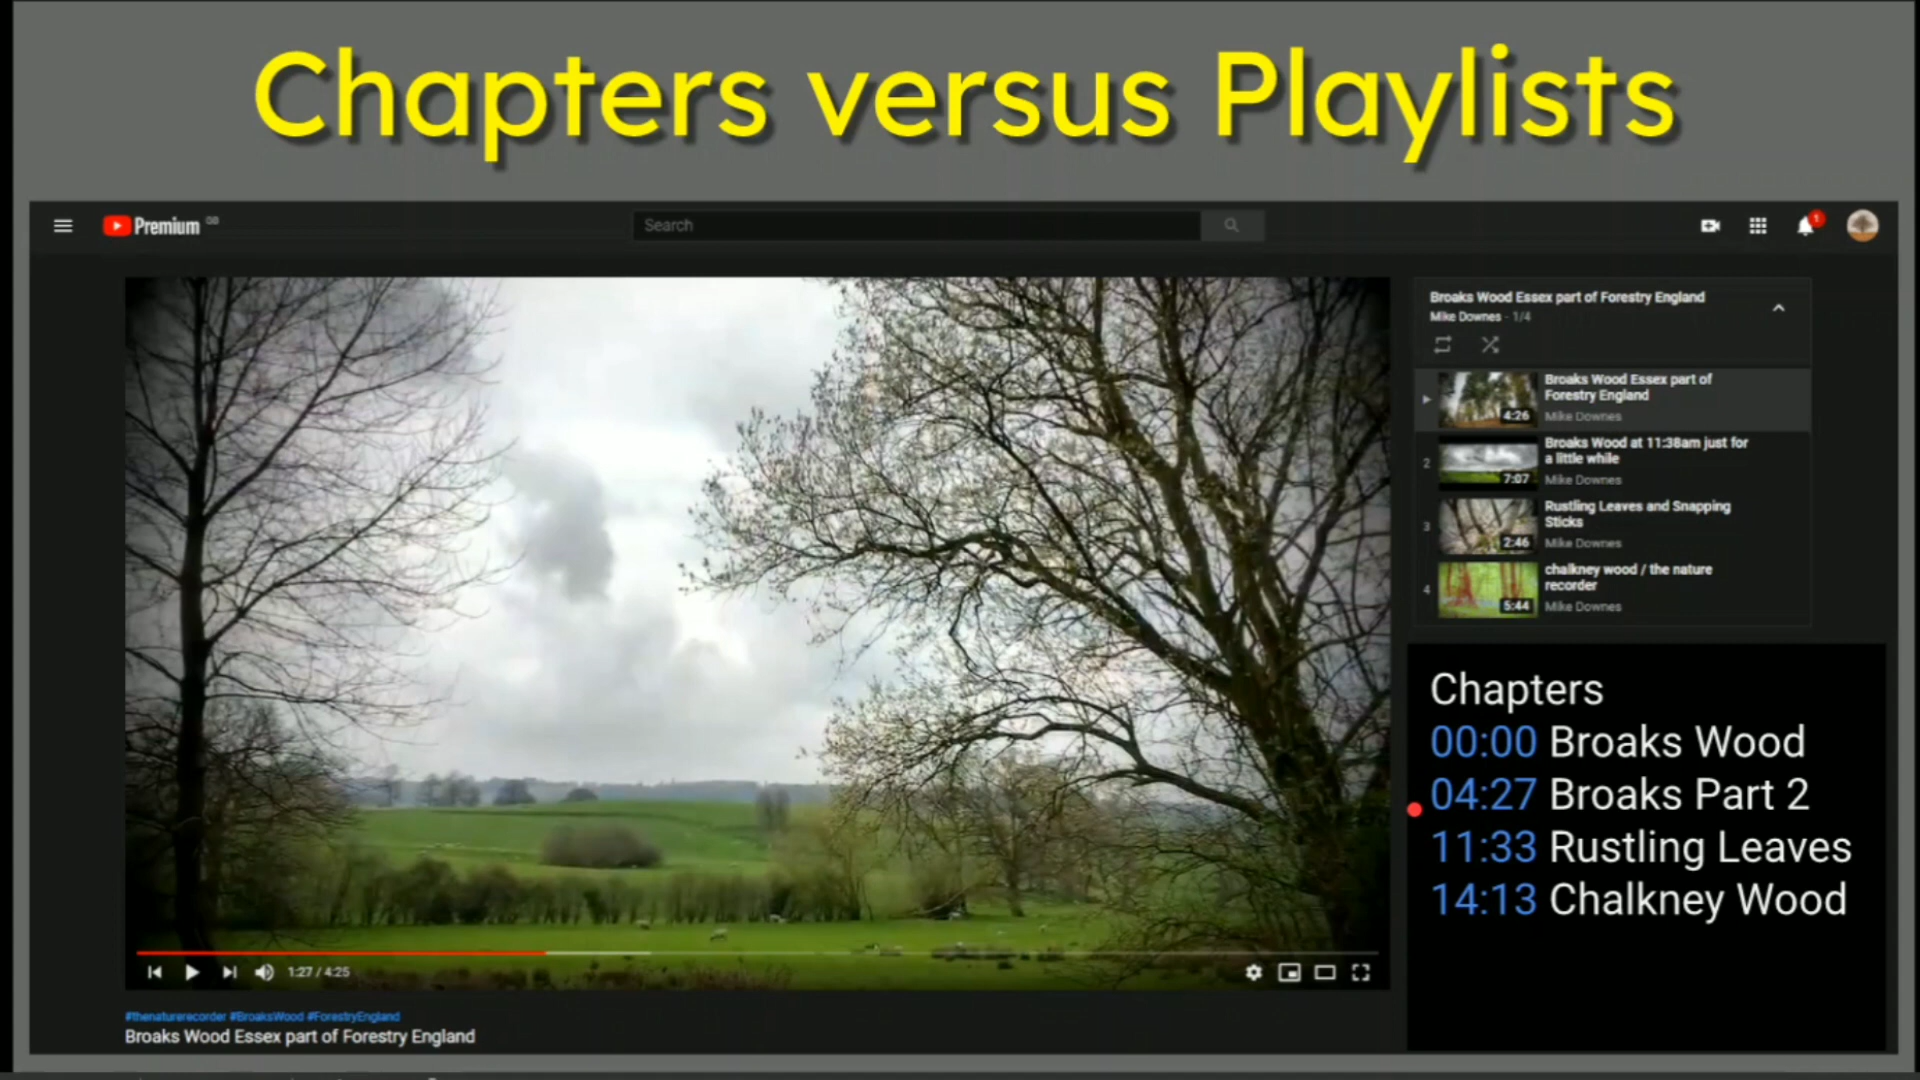 Chapters versus Playlists
Premium GB
Search
1
Broaks Wood Essex part of Forestry England
Mike Downes - 1/4
4:26
Broaks Wood Essex part of
Forestry England
Mike Downes
2
7:07
Broaks Wood at 11:38am just for
a little while
Mike Downes
3
2:46
Rustling Leaves and Snapping
Sticks
Mike Downes
4
5:44
chalkney wood / the nature
recorder
Mike Downes
Chapters
00:00 Broaks Wood
04:27 Broaks Part 2
11:33 Rustling Leaves
14:13 Chalkney Wood
1:27 / 4:25
#thenaturerecorder #BroaksWood #ForestryEngland
Broaks Wood Essex part of Forestry England